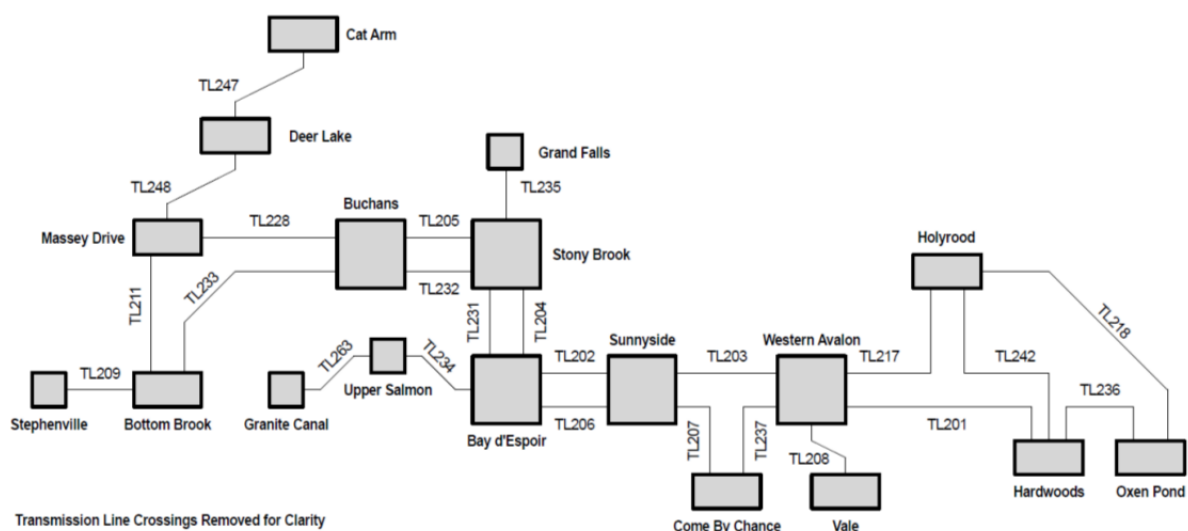 Cat Arm
TL247
Deer Lake
Grand Falls
TL248
TL235
Buchans
Massey Drive
TL228
TL205
Stony Brook
Holyrood
TL233
TL232
TL211
TL231
TL204
TL218
Sunnyside
Western Avalon
TL263
TL234
TL202
TL203
TL217
TL242
TL209
Upper Salmon
TL236
Stephenville
Bottom Brook
Granite Canal
Bay d'Espoir
TL206
TL207
TL237
TL201
TL208
Hardwoods
Oxen Pond
Transmission Line Crossings Removed for Clarity
Come By Chance
Vale